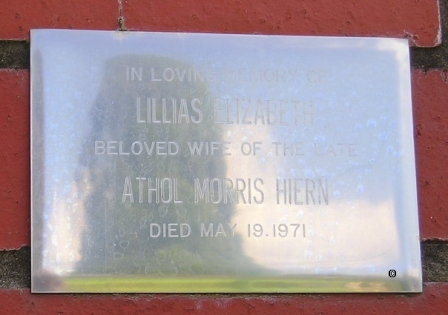 IN LOVING MEMORY OF
LILLIAS ELIZABETH
BELOVED WIFE OF THE LATE
ATHOL MORRIS HIERN
DIED MAY 19.1971